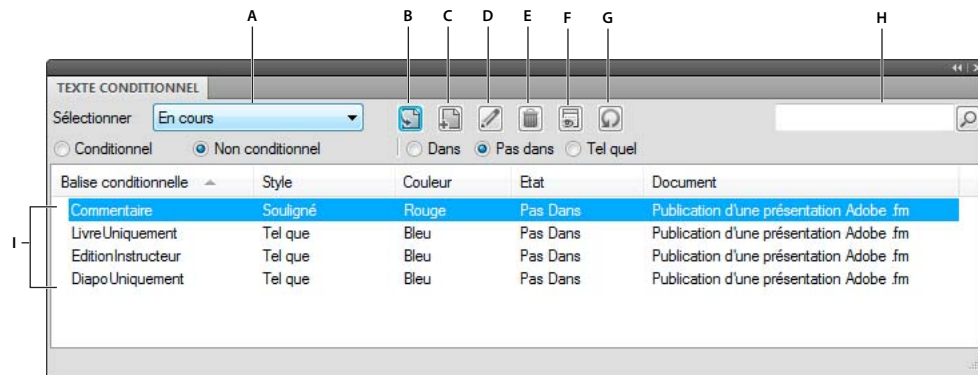 A B C D E F G H
TEXTE CONDITIONNEL
Sélectionner En cours
Conditionnel Non conditionnel Dans Pas dans Tel quel
Balise conditionnelle Style Couleur Etat Document
Commentaire Souligné Rouge Pas Dans Publication d'une présentation Adobe .fm
I
LivreUniquement Tel que Bleu Pas Dans Publication d'une présentation Adobe .fm
EditionInstructeur Tel que Bleu Pas Dans Publication d'une présentation Adobe .fm
DiapoUniquement Tel que Bleu Pas Dans Publication d'une présentation Adobe .fm